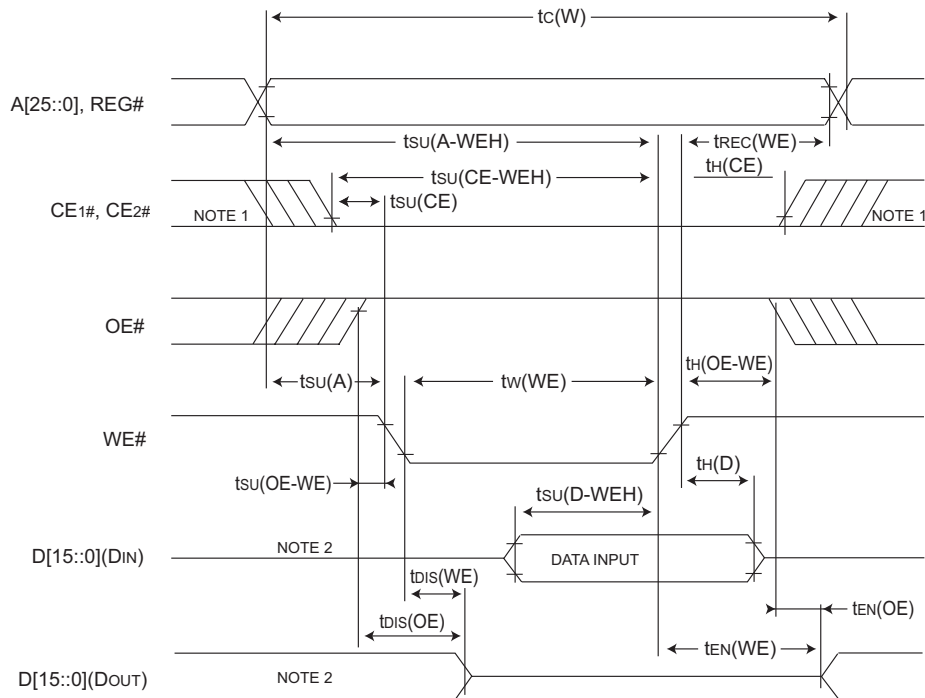 tC(W)
A[25::0], REG#
tSU(A-WEH)
tREC(WE)
tSU(CE-WEH)
tH(CE)
CE1#, CE2#
NOTE 1
tSU(CE)
NOTE 1
OE#
tSU(A)
tW(WE)
tH(OE-WE)
WE#
tSU(OE-WE)
tH(D)
tSU(D-WEH)
D[15::0](DIN)
NOTE 2
DATA INPUT
tDIS(WE)
tDIS(OE)
tEN(OE)
tEN(WE)
D[15::0](DOUT)
NOTE 2